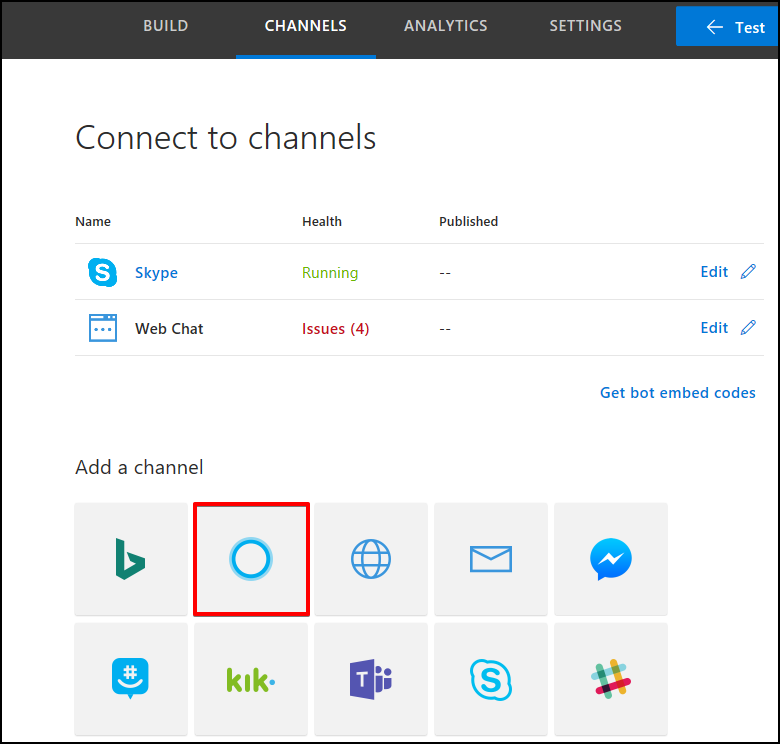 BUILD CHANNELS ANALYTICS SETTINGS Test
Connect to channels
Name Health Published
Skype Running -- Edit
Web Chat Issues (4) -- Edit
Get bot embed codes
Add a channel
kik